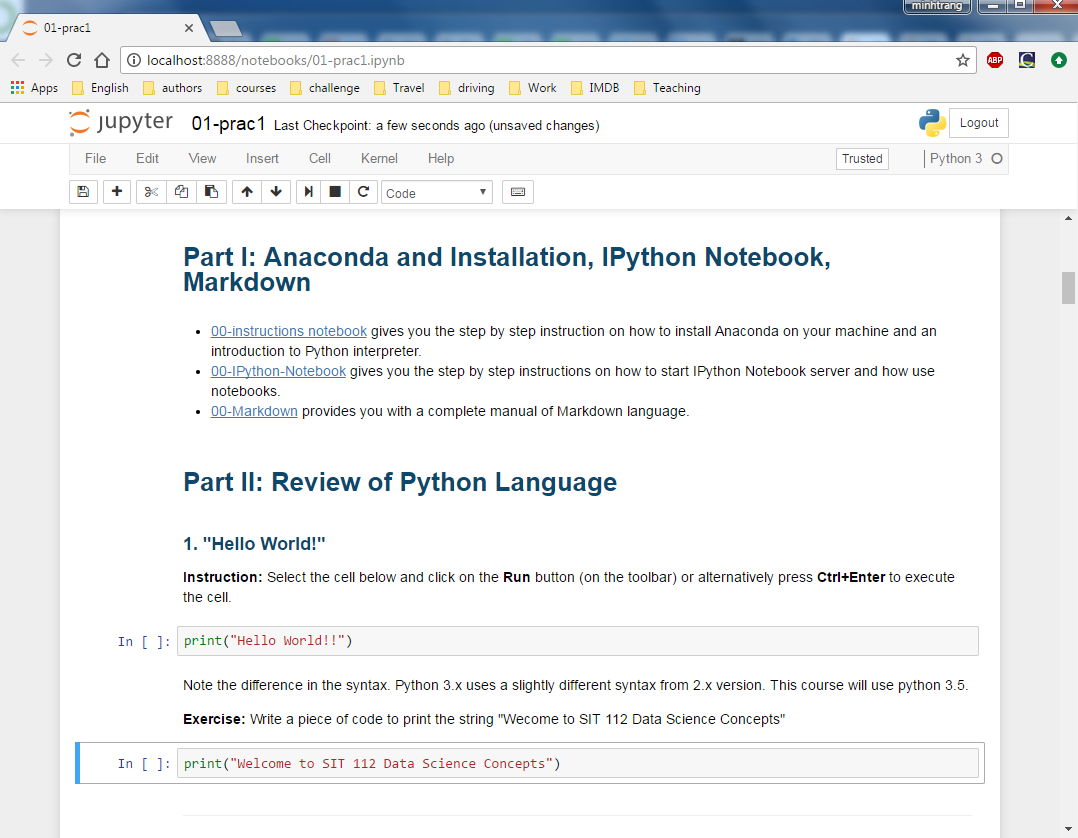 minhtrang
01-prac1
localhost:8888/notebooks/01-prac1.ipynb
ABP
Apps English authors courses challenge Travel driving Work IMDB Teaching
jupyter 01-prac1 Last Checkpoint: a few seconds ago (unsaved changes) Logout
File Edit View Insert Cell Kernel Help Trusted Python 3
Code
Part I: Anaconda and Installation, IPython Notebook,
Markdown
• 00-instructions notebook gives you the step by step instruction on how to install Anaconda on your machine and an
introduction to Python interpreter.
• 00-IPython-Notebook gives you the step by step instructions on how to start IPython Notebook server and how use
notebooks.
• 00-Markdown provides you with a complete manual of Markdown language.
Part II: Review of Python Language
1. "Hello World!"
Instruction: Select the cell below and click on the Run button (on the toolbar) or alternatively press Ctrl+Enter to execute
the cell.
In [ ]: print("Hello World!!")
Note the difference in the syntax. Python 3.x uses a slightly different syntax from 2.x version. This course will use python 3.5.
Exercise: Write a piece of code to print the string "Wecome to SIT 112 Data Science Concepts"
In [ ]: print("Welcome to SIT 112 Data Science Concepts")